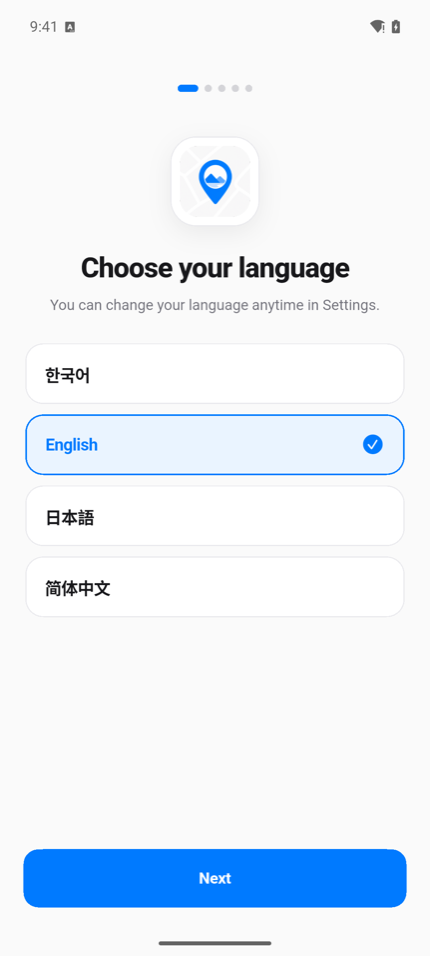 9:41 A
Choose your language
You can change your language anytime in Settings.
한국어
English
日本語
简体中文
Next